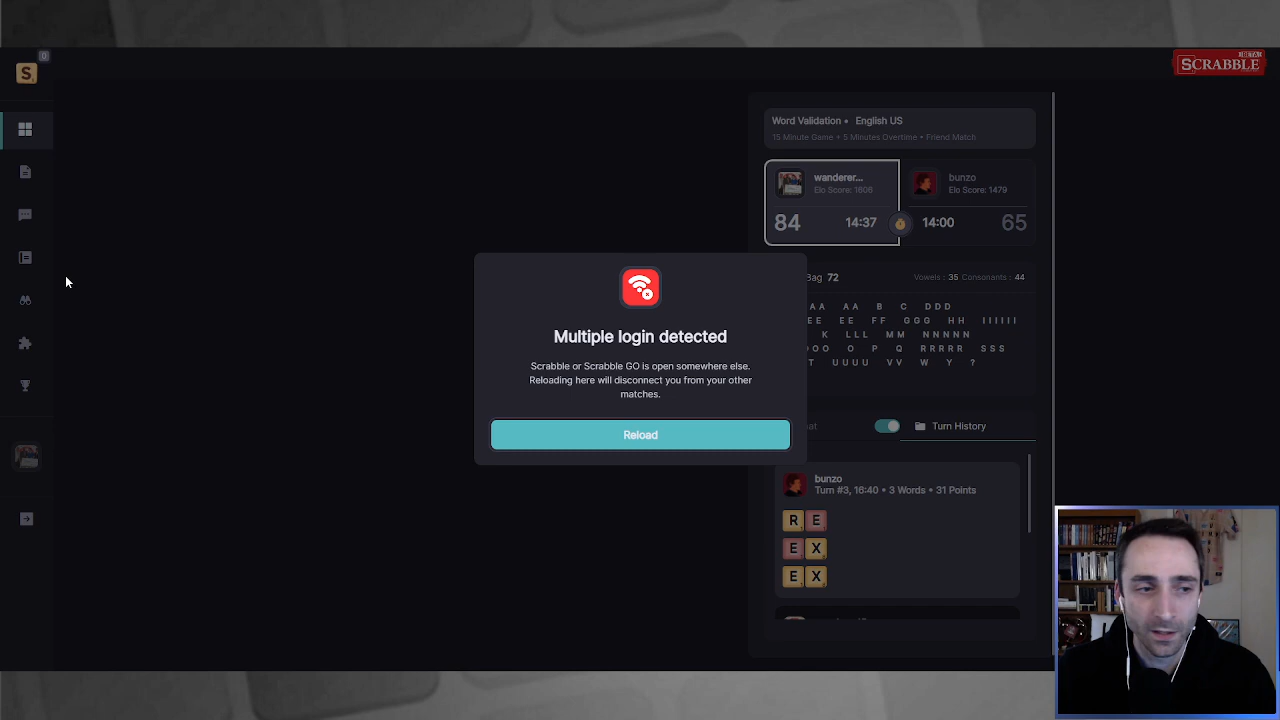 S
0
BETA
SCRABBLE
Word Validation • English US
15 Minute Game • 5 Minutes Overtime • Friend Match
wanderer...
Elo Score: 1606
84
14:37
bunzo
Elo Score: 1479
14:00
65
Bag 72
Vowels : 35 Consonants : 44
AA AA B C DDD
EE EE FF GGG HH IIIIII
K LLL MM NNNNN
OO O P Q RRRRR SSS
T UUUU VV W Y ?
Multiple login detected
Scrabble or Scrabble GO is open somewhere else.
Reloading here will disconnect you from your other
matches.
Reload
Turn History
bunzo
Turn #3, 16:40 • 3 Words • 31 Points
R E
E X
E X